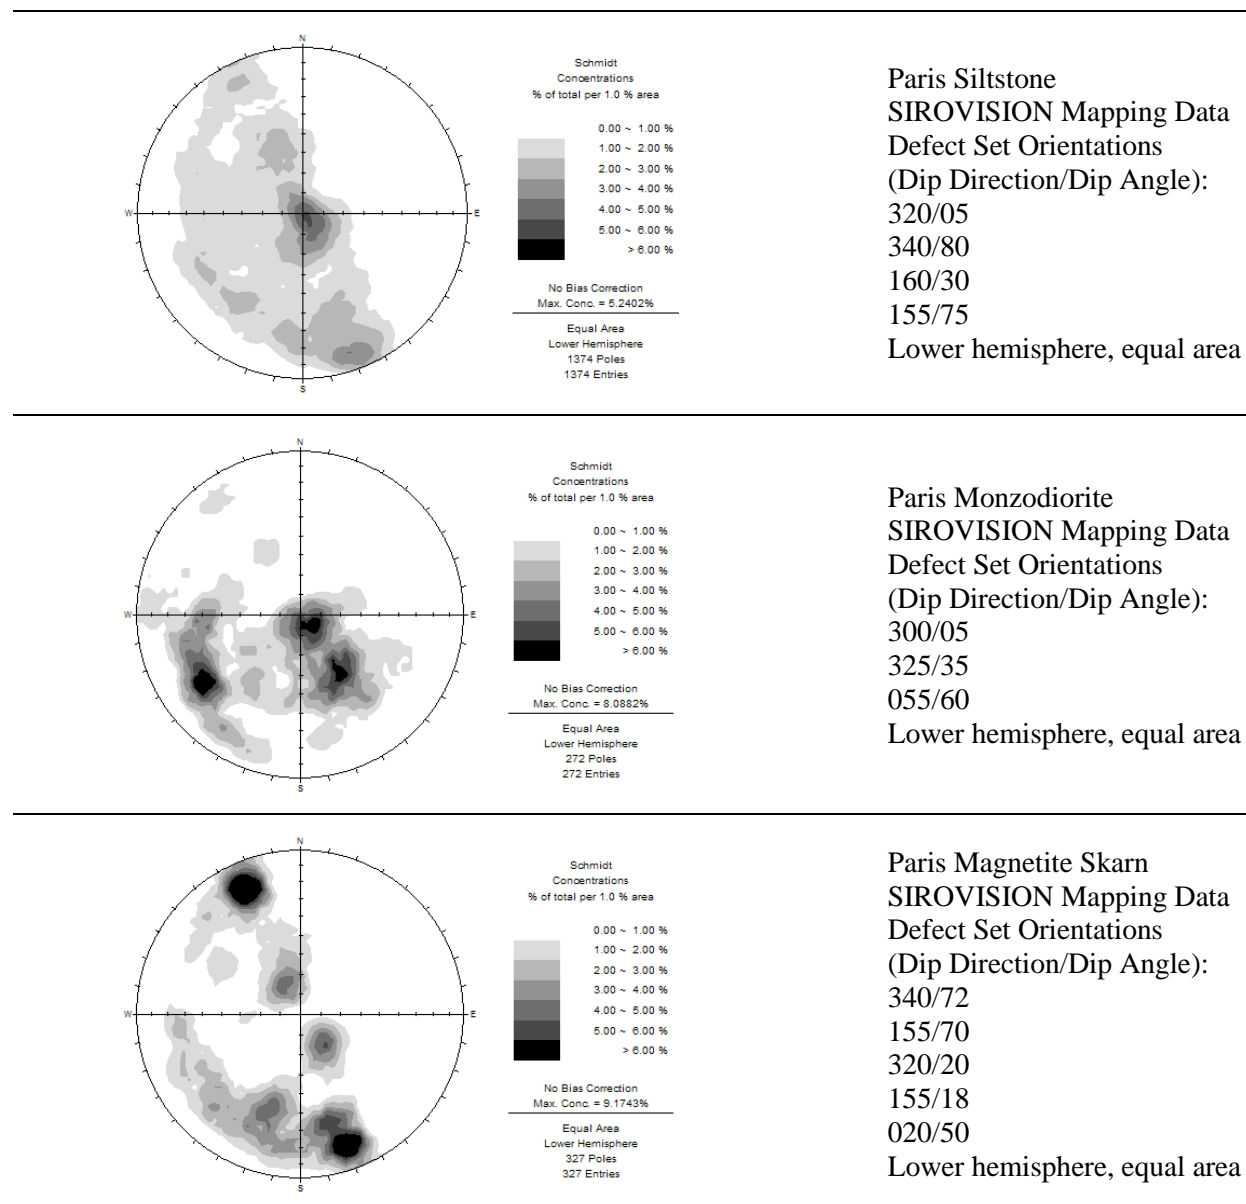 N
W
E
S
Schmidt
Concentrations
% of total per 1.0 % area
0.00 ~ 1.00 %
1.00 ~ 2.00 %
2.00 ~ 3.00 %
3.00 ~ 4.00 %
4.00 ~ 5.00 %
5.00 ~ 6.00 %
> 6.00 %
No Bias Correction
Max. Conc. = 5.2402%
Equal Area
Lower Hemisphere
1374 Poles
1374 Entries
Paris Siltstone
SIROVISION Mapping Data
Defect Set Orientations
(Dip Direction/Dip Angle):
320/05
340/80
160/30
155/75
Lower hemisphere, equal area
N
W
E
S
Schmidt
Concentrations
% of total per 1.0 % area
0.00 ~ 1.00 %
1.00 ~ 2.00 %
2.00 ~ 3.00 %
3.00 ~ 4.00 %
4.00 ~ 5.00 %
5.00 ~ 6.00 %
> 6.00 %
No Bias Correction
Max. Conc. = 8.0882%
Equal Area
Lower Hemisphere
272 Poles
272 Entries
Paris Monzodiorite
SIROVISION Mapping Data
Defect Set Orientations
(Dip Direction/Dip Angle):
300/05
325/35
055/60
Lower hemisphere, equal area
N
W
E
S
Schmidt
Concentrations
% of total per 1.0 % area
0.00 ~ 1.00 %
1.00 ~ 2.00 %
2.00 ~ 3.00 %
3.00 ~ 4.00 %
4.00 ~ 5.00 %
5.00 ~ 6.00 %
> 6.00 %
No Bias Correction
Max. Conc. = 9.1743%
Equal Area
Lower Hemisphere
327 Poles
327 Entries
Paris Magnetite Skarn
SIROVISION Mapping Data
Defect Set Orientations
(Dip Direction/Dip Angle):
340/72
155/70
320/20
155/18
020/50
Lower hemisphere, equal area